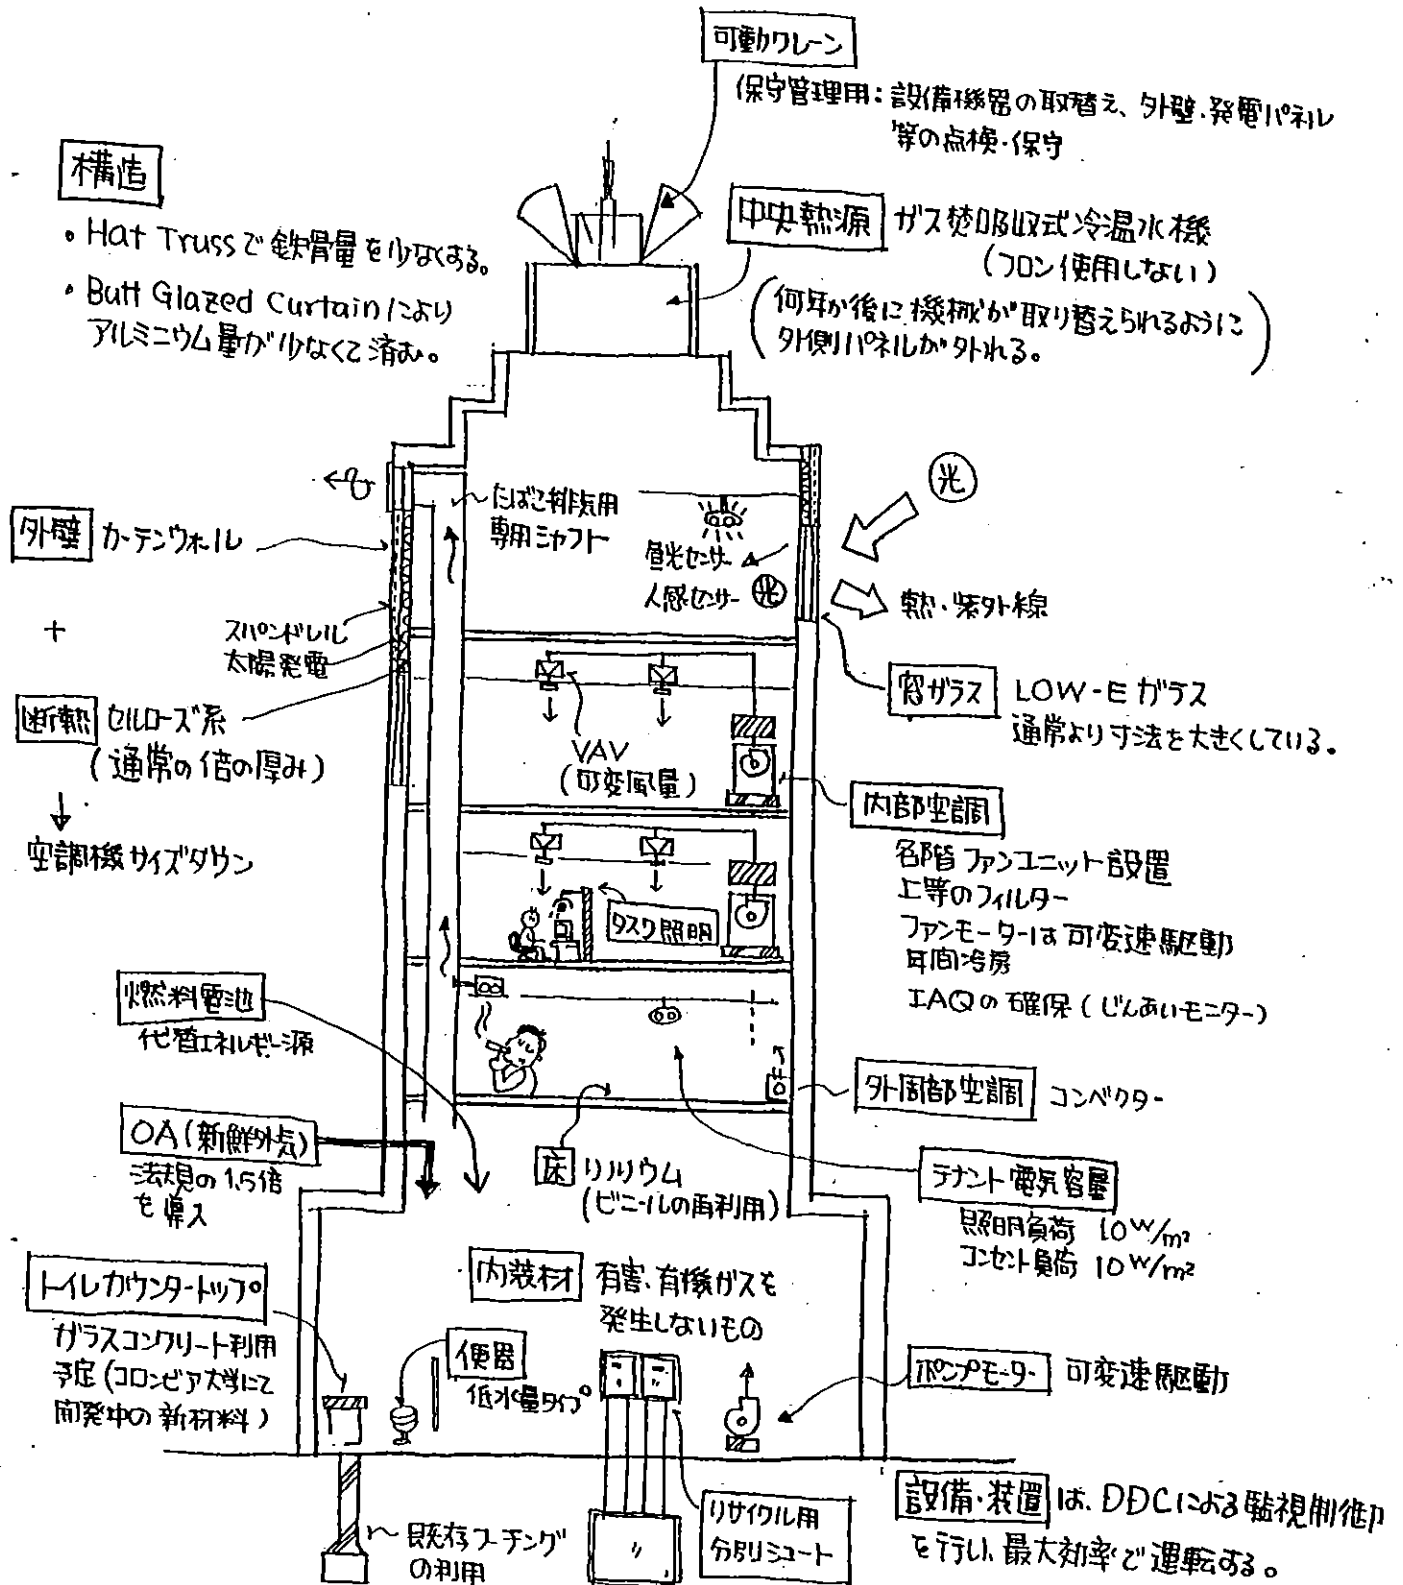 可動クレーン
保守管理用：設備機器の取替え、外壁・発電パネル
等の点検・保守
構造
・Hat Trussで鉄骨量を少なくする。
・Butt Glazed Curtainにより
アルミニウム量が少なくて済む。
中央熱源 ガス焚吸収式冷温水機
(フロン使用しない)
(何年か後に機械が取り替えられるように
外側パネルが外れる。)
光
たばこ排気用
専用シャフト
昼光センサー
人感センサー 光
外壁 カーテンウォール
+
スパンドレル
太陽発電
断熱 セルローズ系
(通常の倍の厚み)
↓
空調機サイズダウン
熱・紫外線
窓ガラス LOW-Eガラス
通常より寸法を大きくしている。
VAV
(可変風量)
内部空調
各階ファンユニット設置
上等のフィルター
ファンモーターは可変速駆動
年間冷房
IAQの確保(じんあいモニター)
タスク照明
燃料電池
代替エネルギー源
外周部空調 コンベクター
OA(新鮮外気)
法規の1.5倍
を導入
床 リノリウム
(ビニールの再利用)
テナント電気容量
照明負荷 10W/m²
コンセント負荷 10W/m²
内装材 有害、有機ガスを
発生しないもの
トイレカウンタートップ
ガラスコンクリート利用
予定(コロンビア大学にて
開発中の新材料)
便器
低水量タイプ
ポンプモーター 可変速駆動
既存フーチング
の利用
リサイクル用
分別シュート
設備・装置は、DDCによる監視制御
を行い、最大効率で運転する。